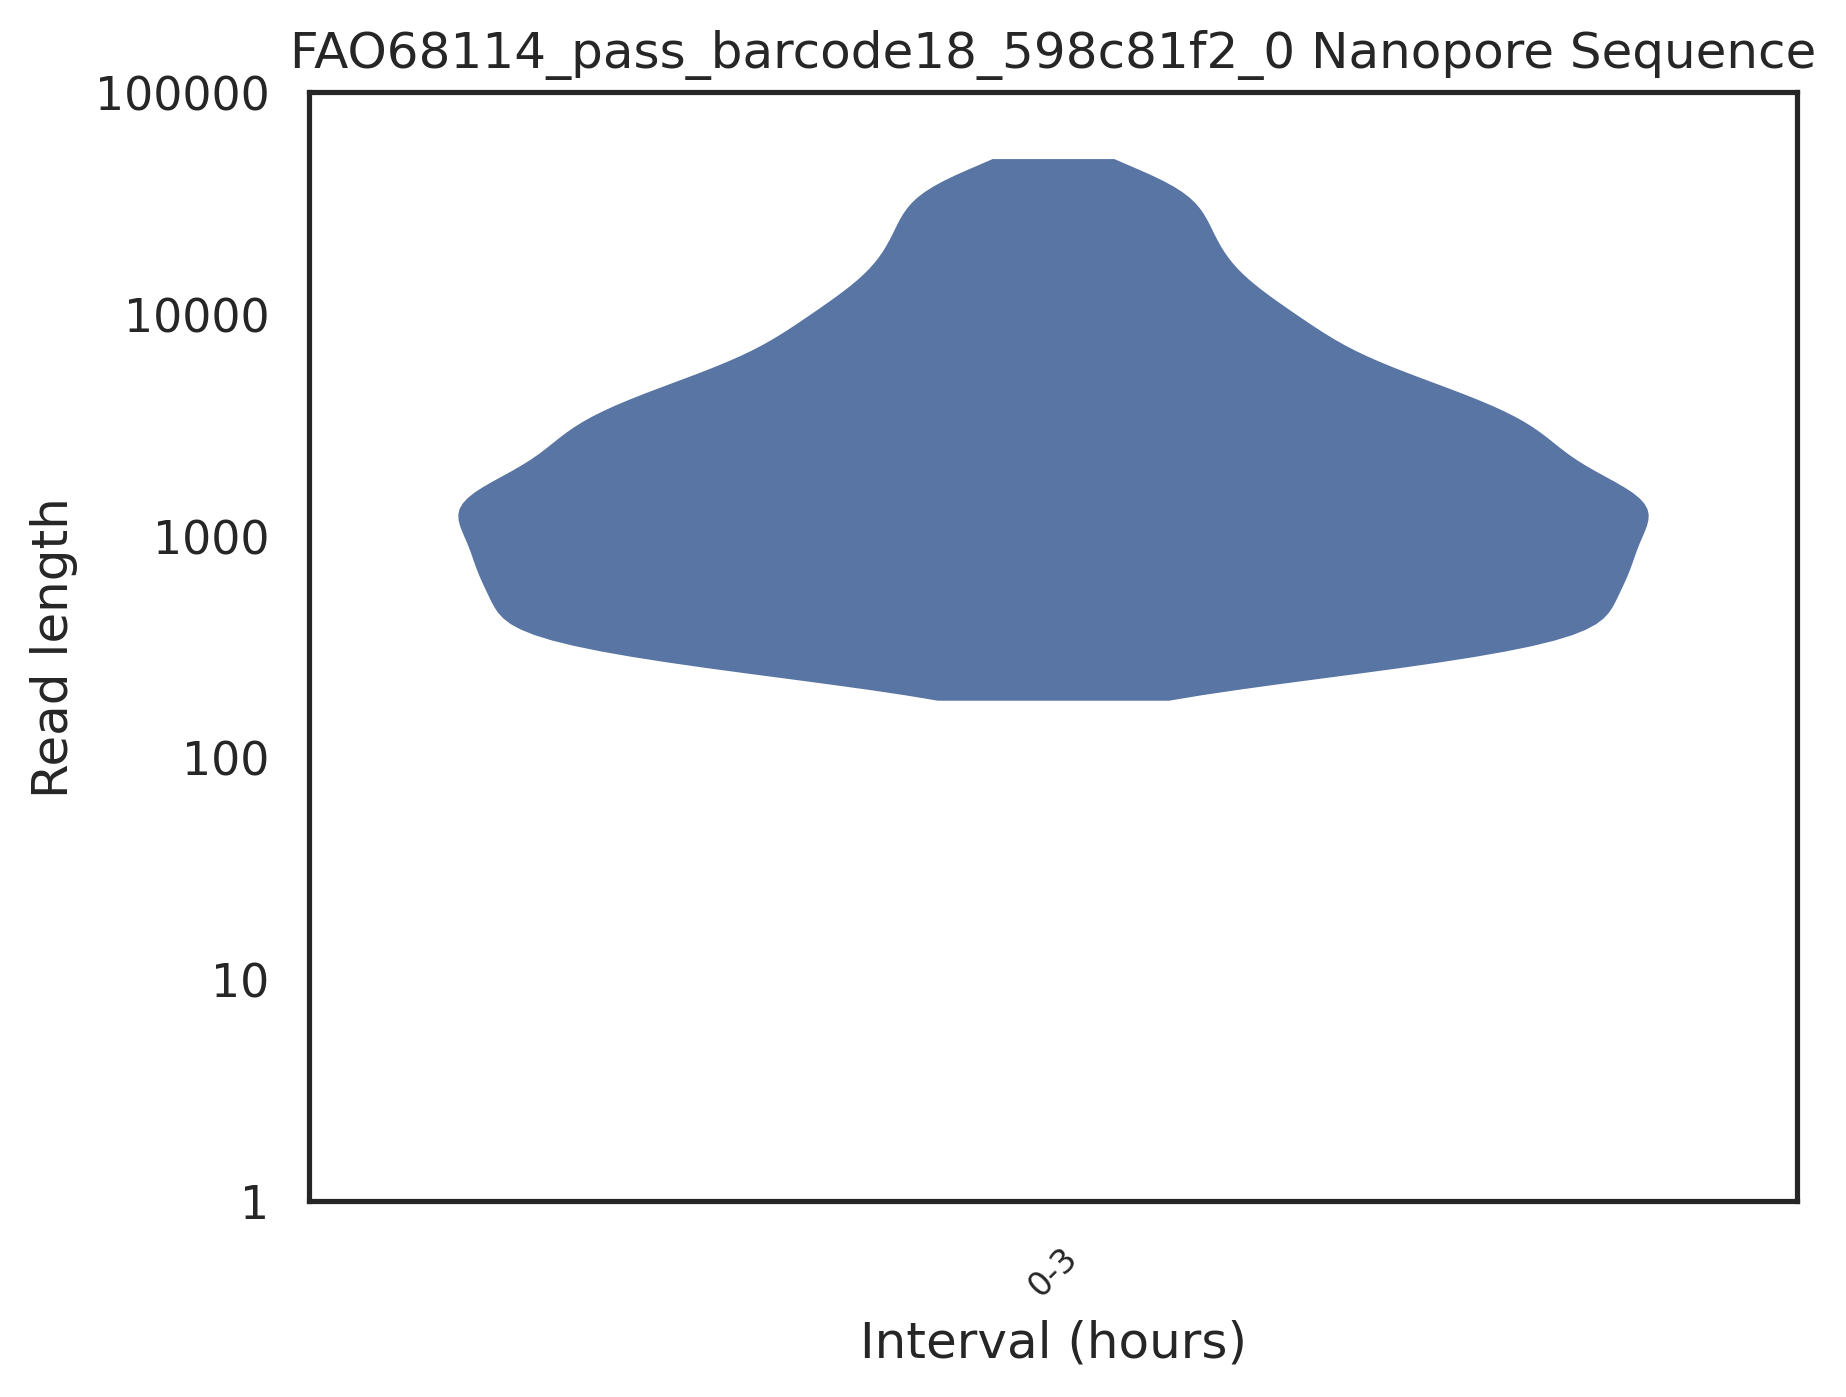 FAO68114_pass_barcode18_598c81f2_0 Nanopore Sequence
100000
10000
1000
100
10
1
Read length
0-3
Interval (hours)